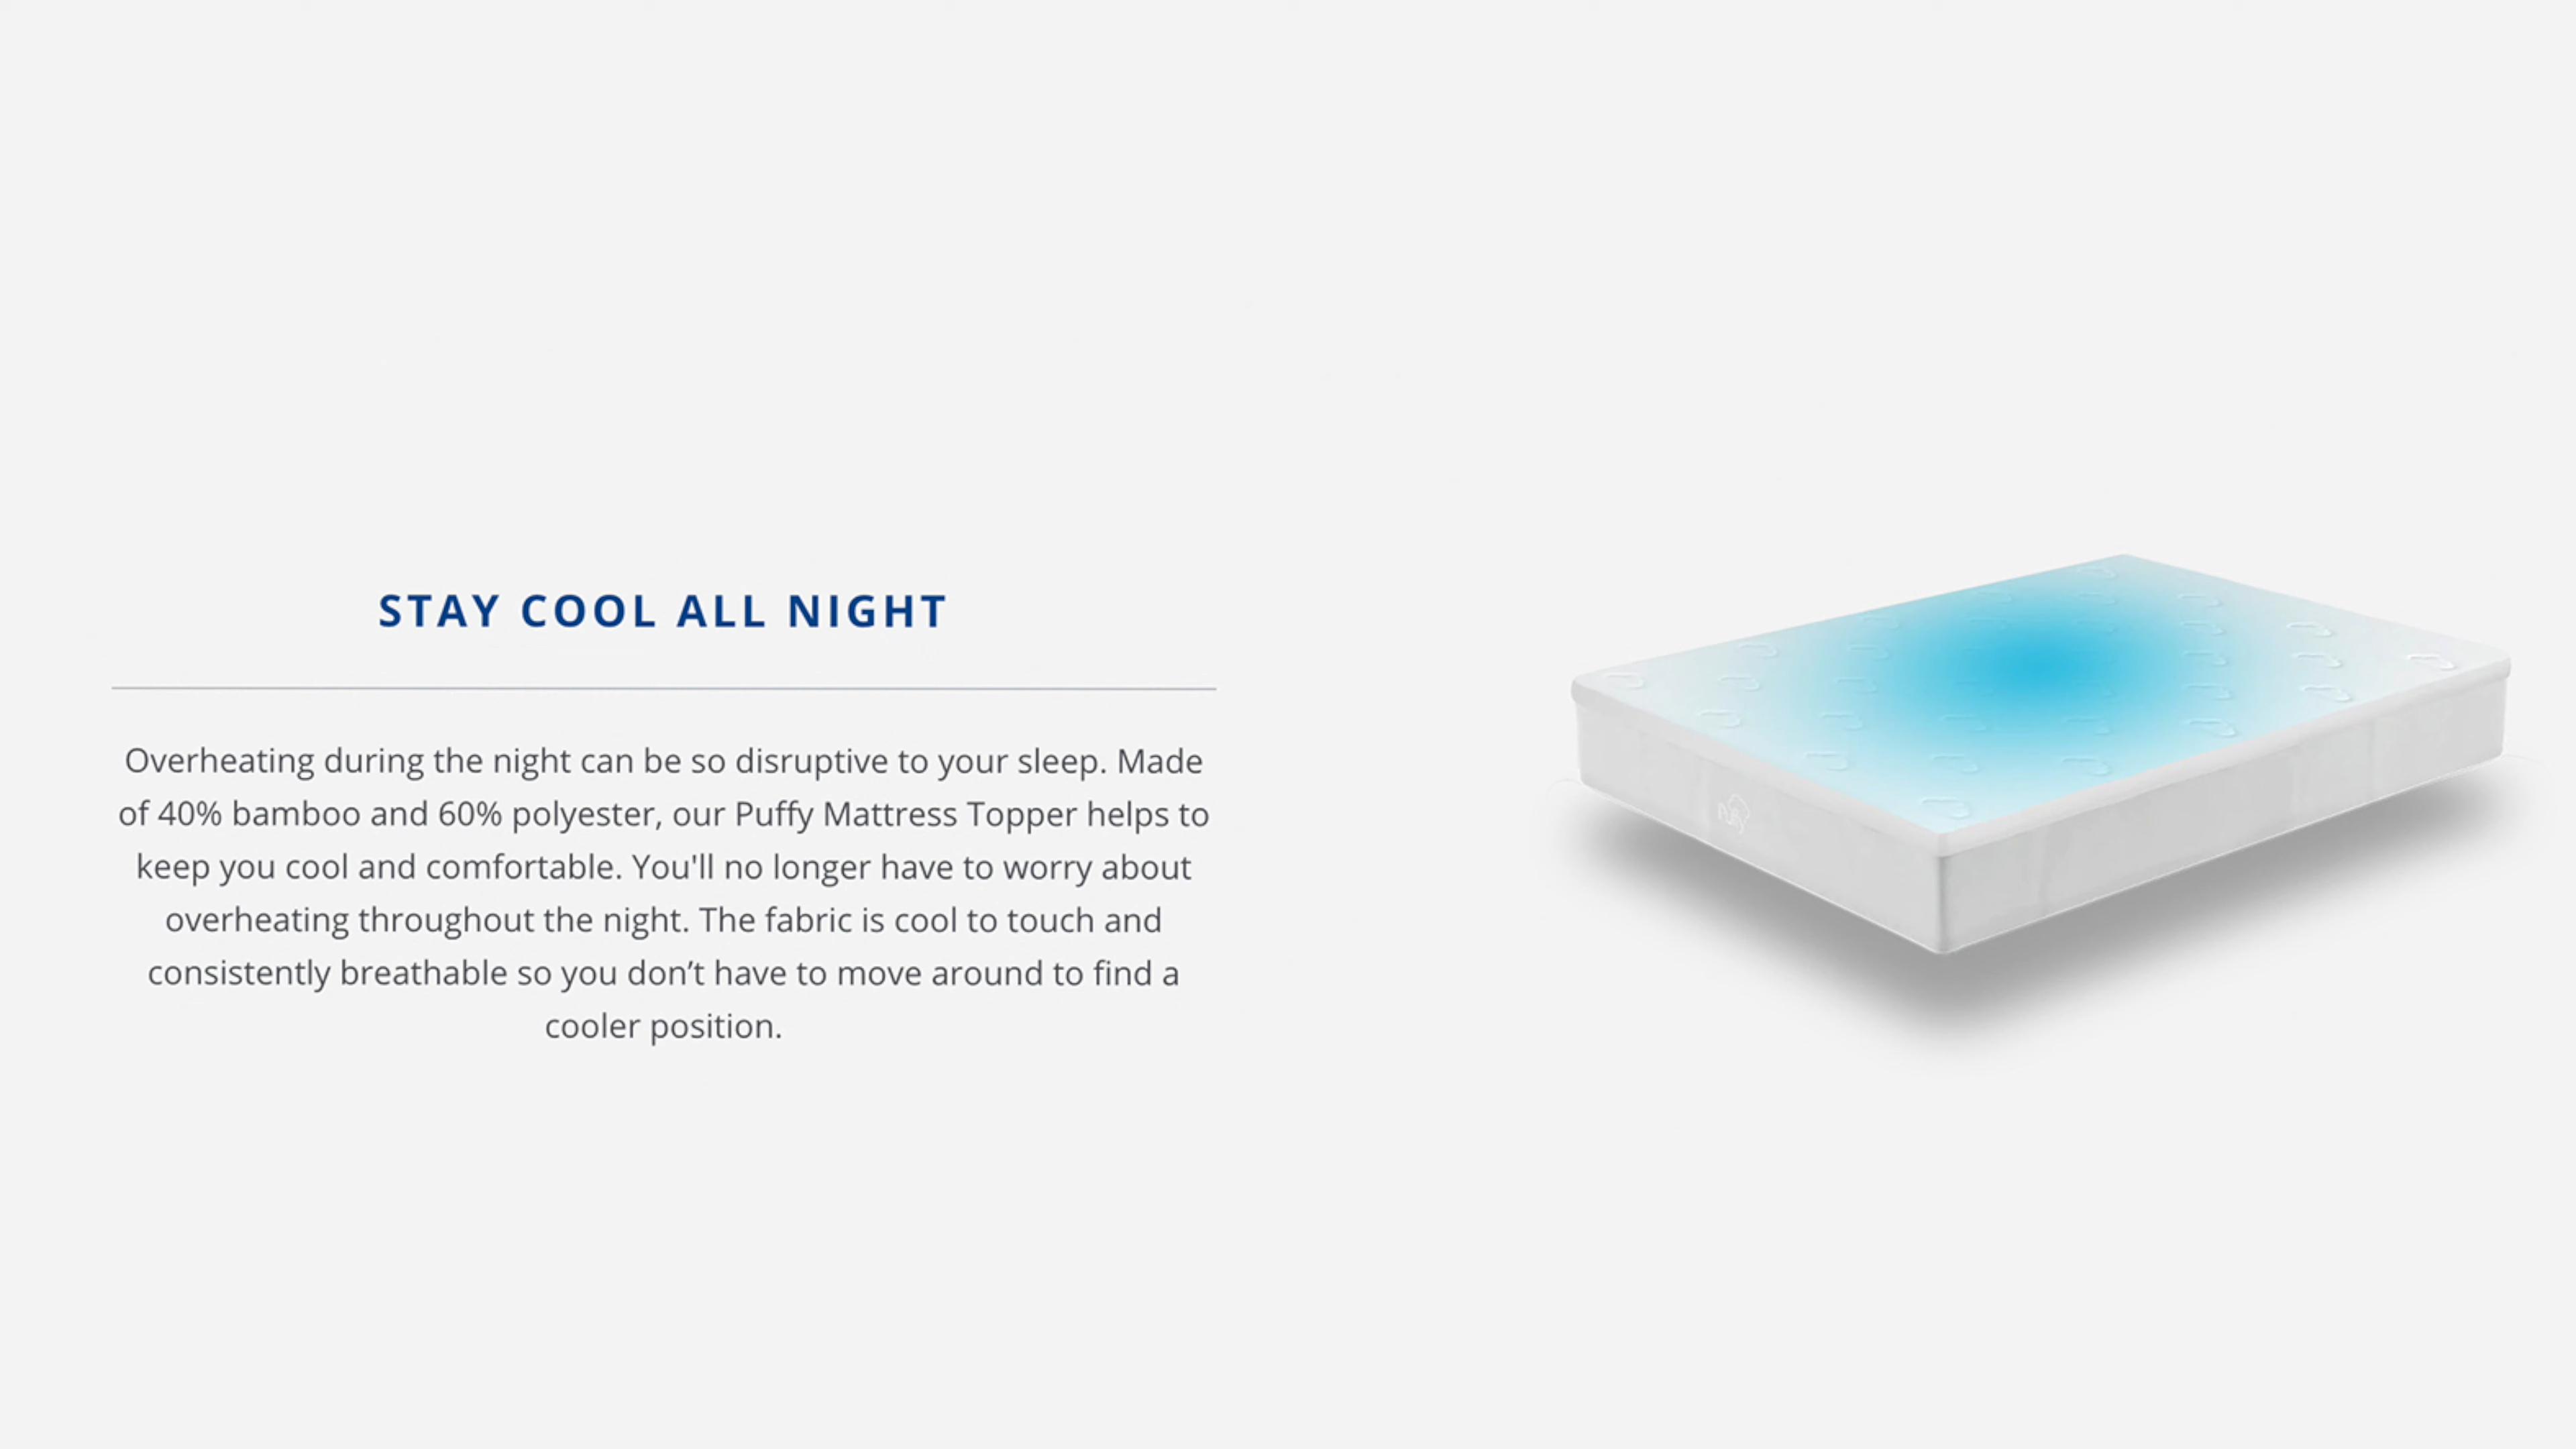 STAY COOL ALL NIGHT
Overheating during the night can be so disruptive to your sleep. Made
of 40% bamboo and 60% polyester, our Puffy Mattress Topper helps to
keep you cool and comfortable. You'll no longer have to worry about
overheating throughout the night. The fabric is cool to touch and
consistently breathable so you don’t have to move around to find a
cooler position.
Puffy